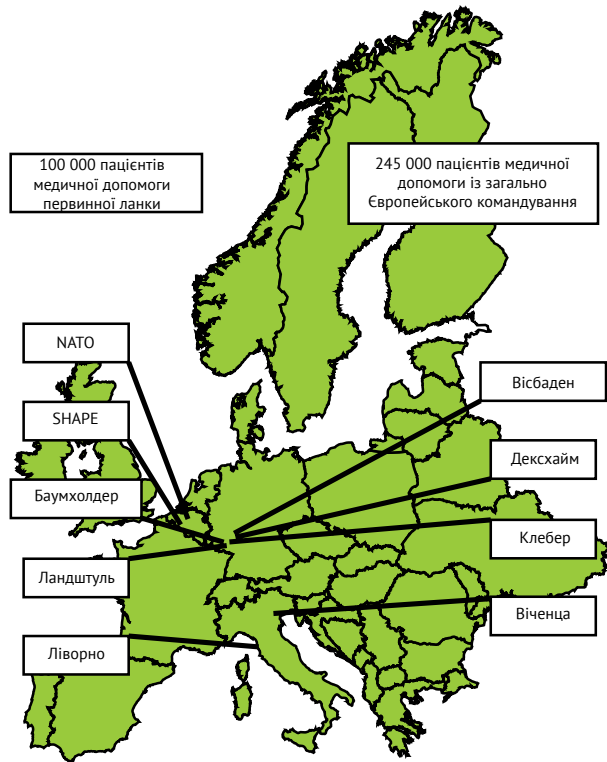 100 000 пацієнтів
медичної допомоги
первинної ланки
245 000 пацієнтів медичної
допомоги із загально
Європейського командування
NATO
SHAPE
Баумхолдер
Ландштуль
Ліворно
Вісбаден
Дексхайм
Клебер
Віченца